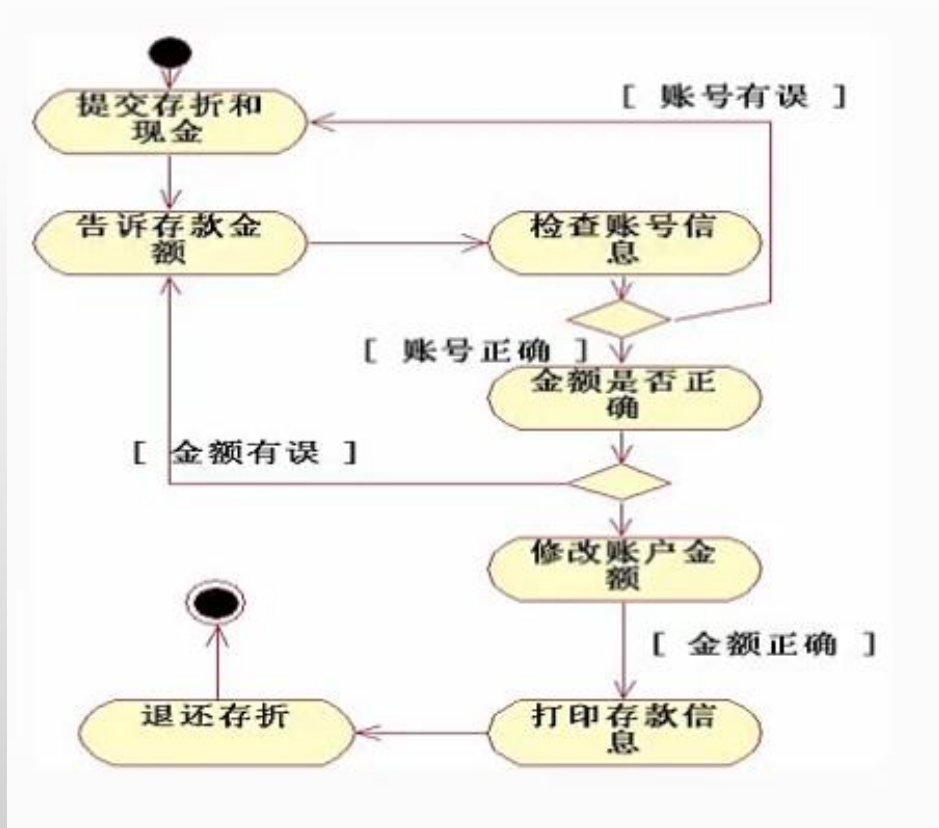 提交存折和
现金
[ 账号有误 ]
告诉存款金
额
检查账号信
息
[ 账号正确 ]
金额是否正
确
[ 金额有误 ]
修改账户金
额
[ 金额正确 ]
打印存款信
息
退还存折